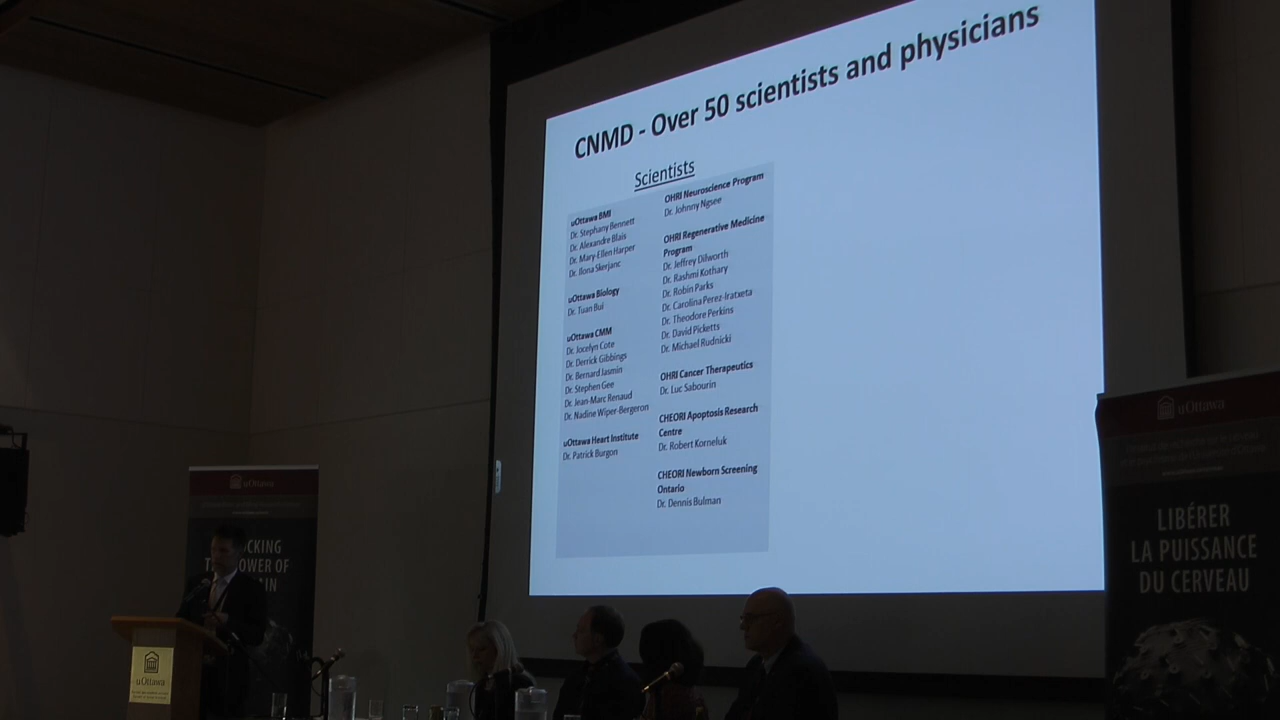 CNMD - Over 50 scientists and physicians
Scientists
uOttawa BMI
Dr. Stephany Bennett
Dr. Alexandre Blais
Dr. Mary-Ellen Harper
Dr. Ilona Skerjanc
uOttawa Biology
Dr. Tuan Bui
uOttawa CMM
Dr. Jocelyn Cote
Dr. Derrick Gibbings
Dr. Bernard Jasmin
Dr. Stephen Gee
Dr. Jean-Marc Renaud
Dr. Nadine Wiper-Bergeron
uOttawa Heart Institute
Dr. Patrick Burgon
OHRI Neuroscience Program
Dr. Johnny Ngsee
OHRI Regenerative Medicine
Program
Dr. Jeffrey Dilworth
Dr. Rashmi Kothary
Dr. Robin Parks
Dr. Carolina Perez-Iratxeta
Dr. Theodore Perkins
Dr. David Picketts
Dr. Michael Rudnicki
OHRI Cancer Therapeutics
Dr. Luc Sabourin
CHEORI Apoptosis Research
Centre
Dr. Robert Korneluk
CHEORI Newborn Screening
Ontario
Dr. Dennis Bulman
uOttawa
OCKING
OWER OF
AIN
uOttawa
uOttawa
LIBÉRER
LA PUISSANCE
DU CERVEAU